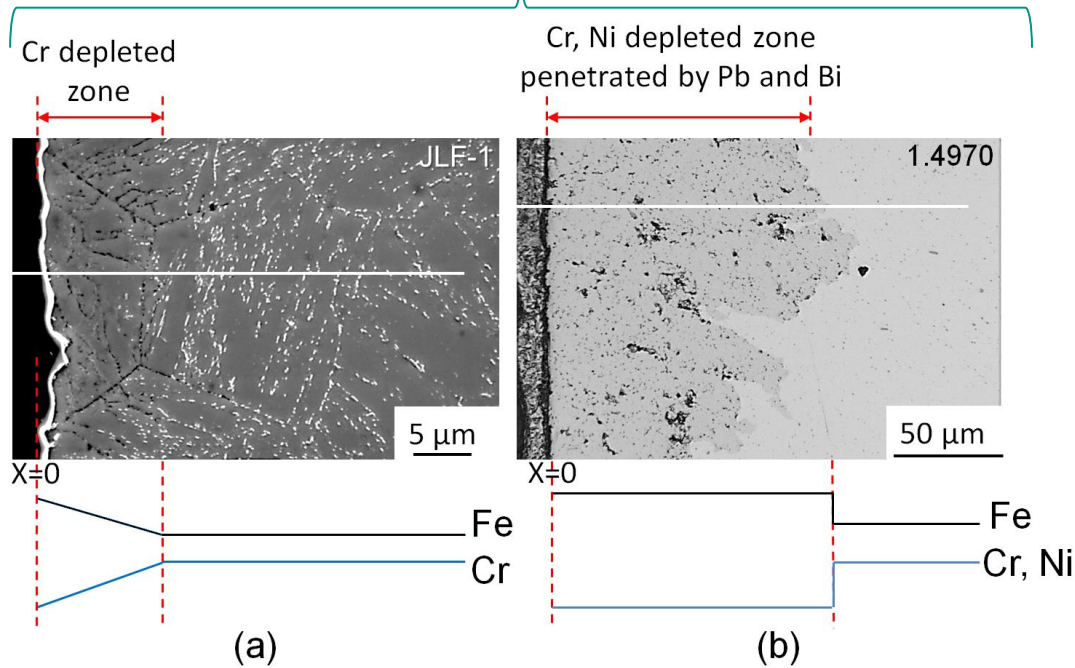 Cr depleted
zone
Cr, Ni depleted zone
penetrated by Pb and Bi
JLF-1
5 µm
1.4970
50 µm
X=0
Fe
Cr
(a)
X=0
Fe
Cr, Ni
(b)